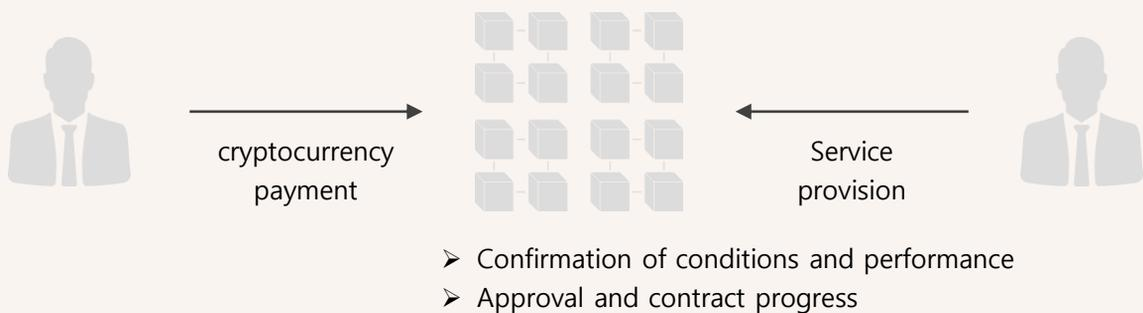 cryptocurrency
payment
Service
provision
➢ Confirmation of conditions and performance
➢ Approval and contract progress